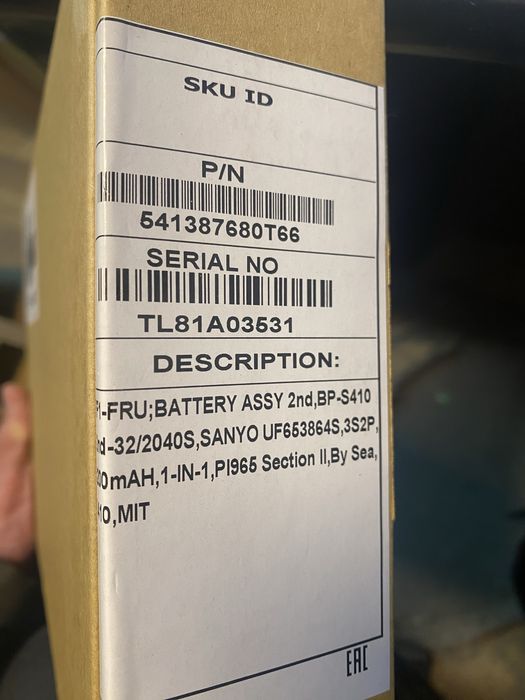 SKU ID
P/N
541387680T66
SERIAL NO
TL81A03531
DESCRIPTION:
-FRU;BATTERY ASSY 2nd,BP-S410
-32/2040S,SANYO UF653864S,3S2P,
0mAH,1-IN-1,PI965 Section II,By Sea,
,MIT
EAC